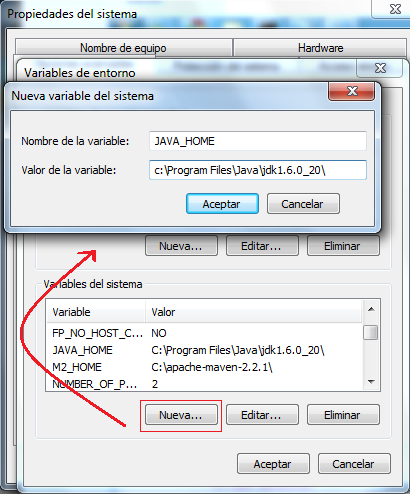 Propiedades del sistema
Nombre de equipo Hardware
Variables de entorno
Nueva variable del sistema
Nombre de la variable: JAVA_HOME
Valor de la variable: c:\Program Files\Java\jdk1.6.0_20\
Aceptar Cancelar
Nueva... Editar... Eliminar
Variables del sistema
Variable Valor
FP_NO_HOST_C... NO
JAVA_HOME C:\Program Files\Java\jdk1.6.0_20\
M2_HOME C:\apache-maven-2.2.1\
NUMBER_OF_P... 2
Nueva... Editar... Eliminar
Aceptar Cancelar